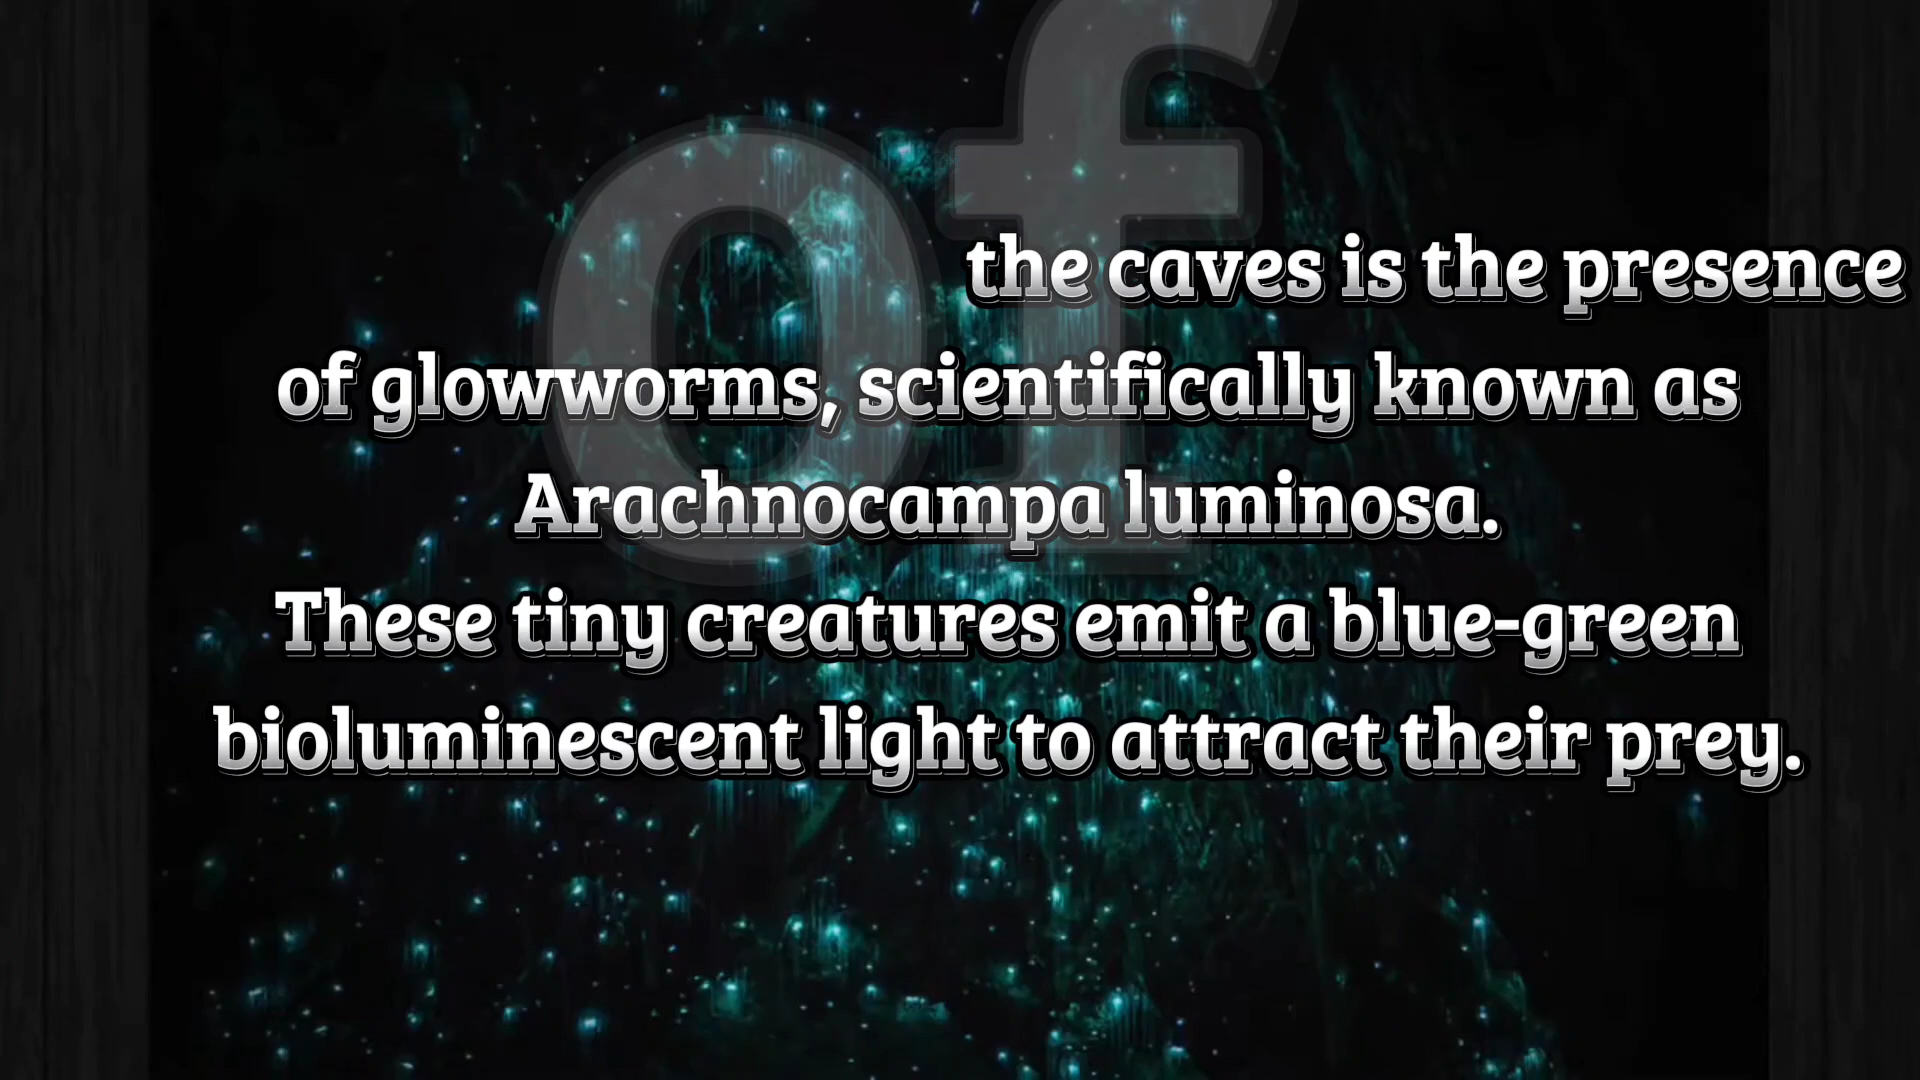 of
the caves is the presence
of glowworms, scientifically known as
Arachnocampa luminosa.
These tiny creatures emit a blue-green
bioluminescent light to attract their prey.